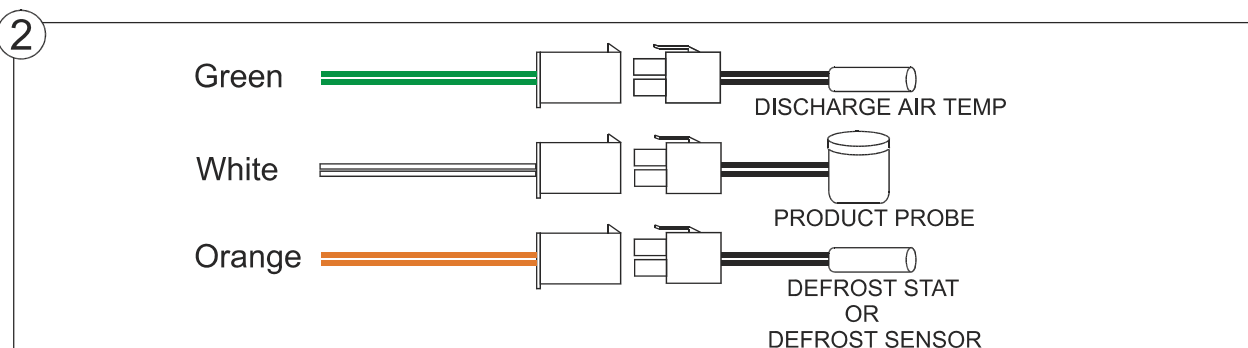 2
Green
DISCHARGE AIR TEMP
White
PRODUCT PROBE
Orange
DEFROST STAT
OR
DEFROST SENSOR